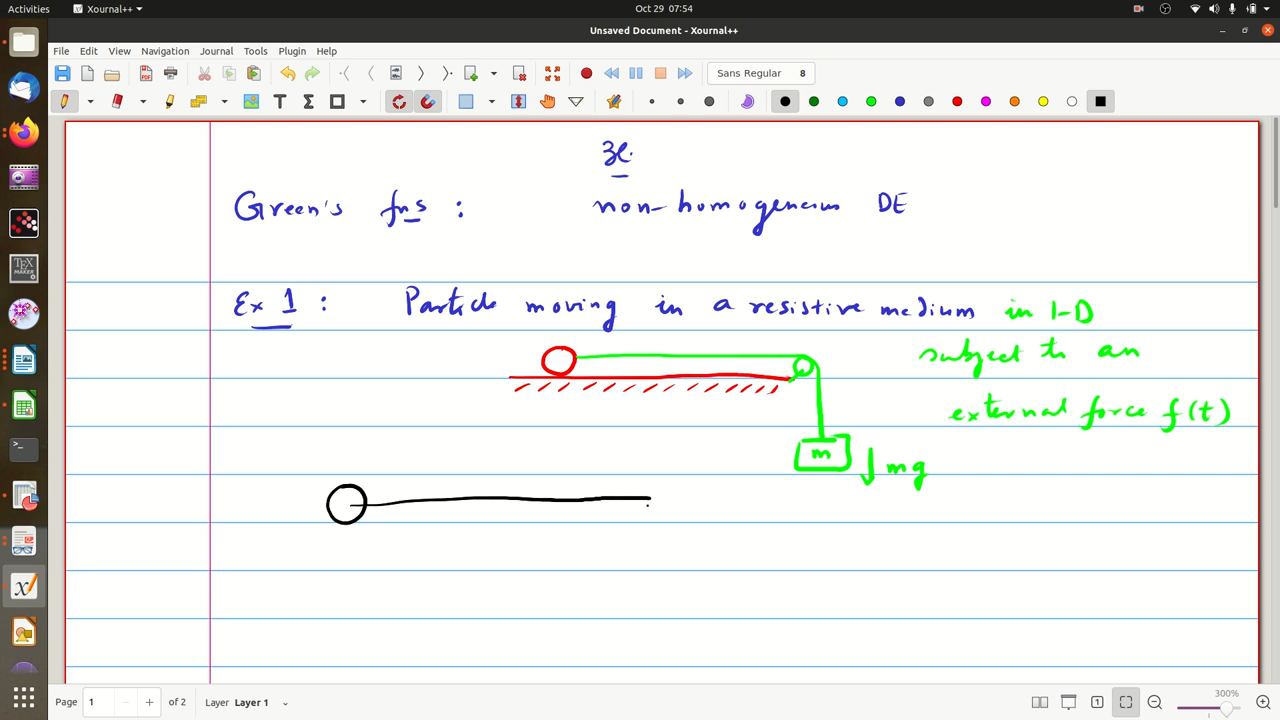 Activities
Xournal++
Oct 29 07:54
Unsaved Document - Xournal++
File Edit View Navigation Journal Tools Plugin Help
Sans Regular 8
Green's fns : non-homogeneous DE
Ex 1 : Particle moving in a resistive medium in 1-D
subject to an
external force f(t)
m
mg
Page 1 of 2 Layer Layer 1
300%